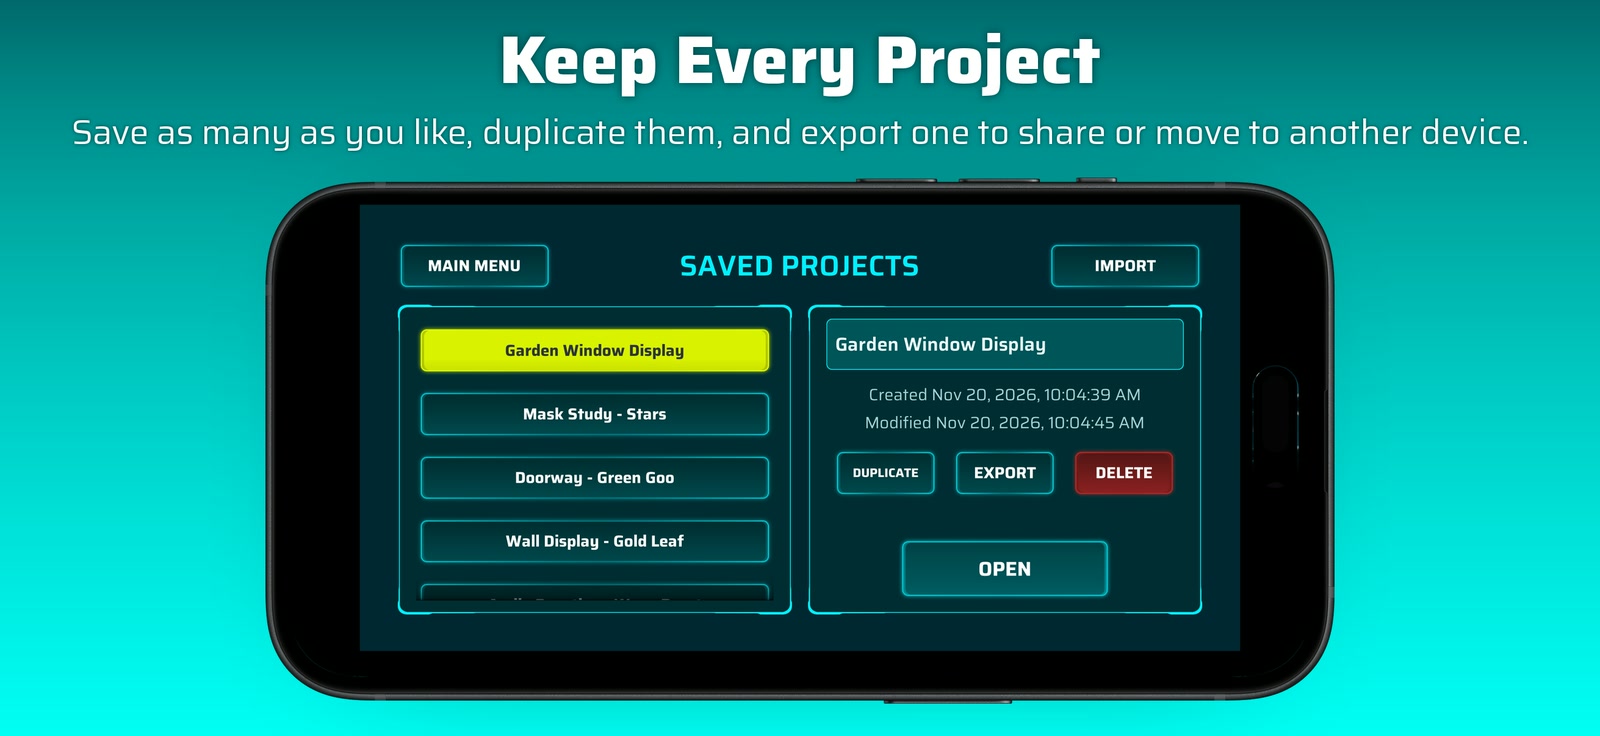 Keep Every Project
Save as many as you like, duplicate them, and export one to share or move to another device.
MAIN MENU
SAVED PROJECTS
IMPORT
Garden Window Display
Mask Study - Stars
Doorway - Green Goo
Wall Display - Gold Leaf
Garden Window Display
Created Nov 20, 2026, 10:04:39 AM
Modified Nov 20, 2026, 10:04:45 AM
DUPLICATE
EXPORT
DELETE
OPEN